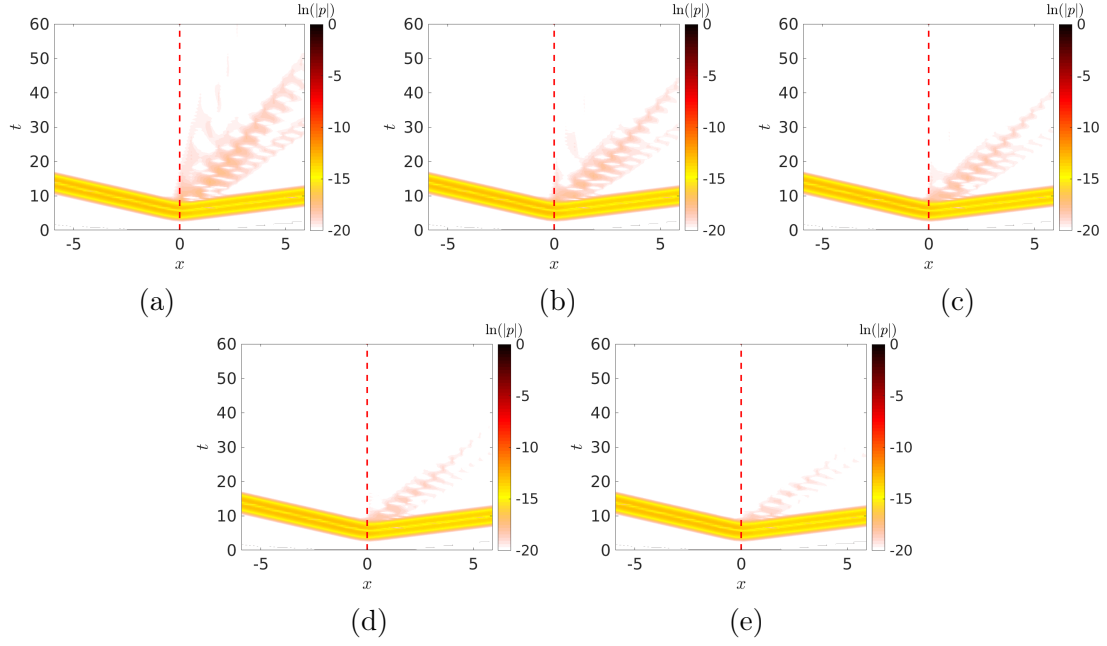 ln(|p|) ln(|p|) ln(|p|)
60 0 60 0 60 0
50 50 50
-5 -5 -5
40 40 40
t 30 -10 t 30 -10 t 30 -10
20 20 20
-15 -15 -15
10 10 10
0 -20 0 -20 0 -20
-5 0 5 -5 0 5 -5 0 5
x x x
(a) (b) (c)
ln(|p|) ln(|p|)
60 0 60 0
50 50
-5 -5
40 40
t 30 -10 t 30 -10
20 20
-15 -15
10 10
0 -20 0 -20
-5 0 5 -5 0 5
x x
(d) (e)